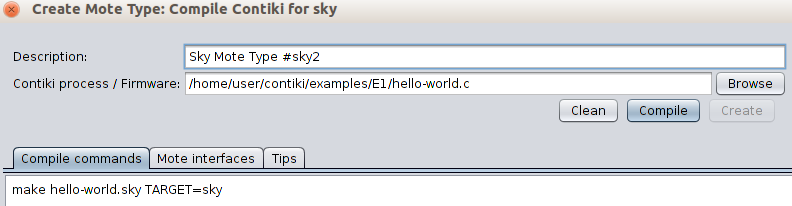 Create Mote Type: Compile Contiki for sky
Description: Sky Mote Type #sky2
Contiki process / Firmware: /home/user/contiki/examples/E1/hello-world.c Browse
Clean Compile Create
Compile commands Mote interfaces Tips
make hello-world.sky TARGET=sky